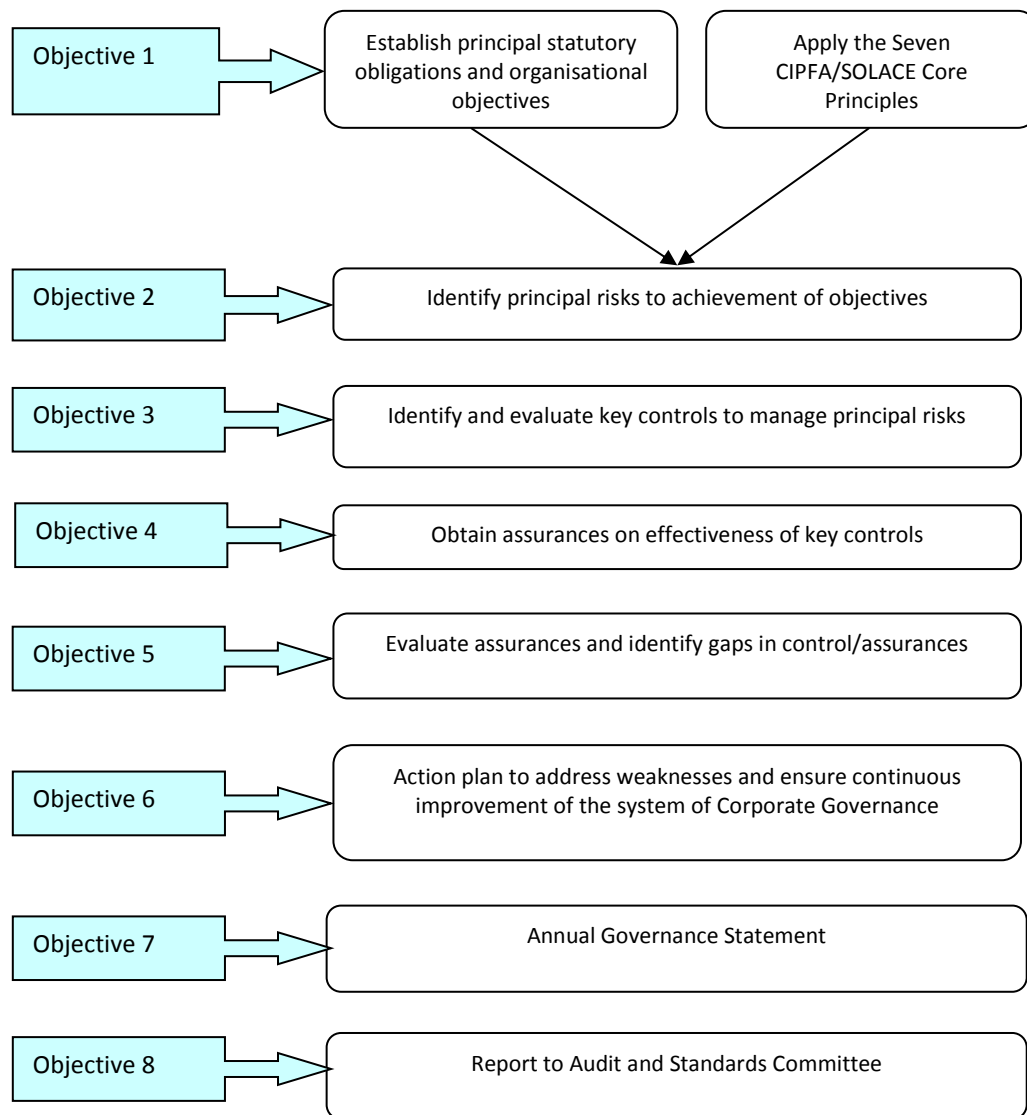 Objective 1
Establish principal statutory
obligations and organisational
objectives
Apply the Seven
CIPFA/SOLACE Core
Principles
Objective 2
Identify principal risks to achievement of objectives
Objective 3
Identify and evaluate key controls to manage principal risks
Objective 4
Obtain assurances on effectiveness of key controls
Objective 5
Evaluate assurances and identify gaps in control/assurances
Objective 6
Action plan to address weaknesses and ensure continuous
improvement of the system of Corporate Governance
Objective 7
Annual Governance Statement
Objective 8
Report to Audit and Standards Committee